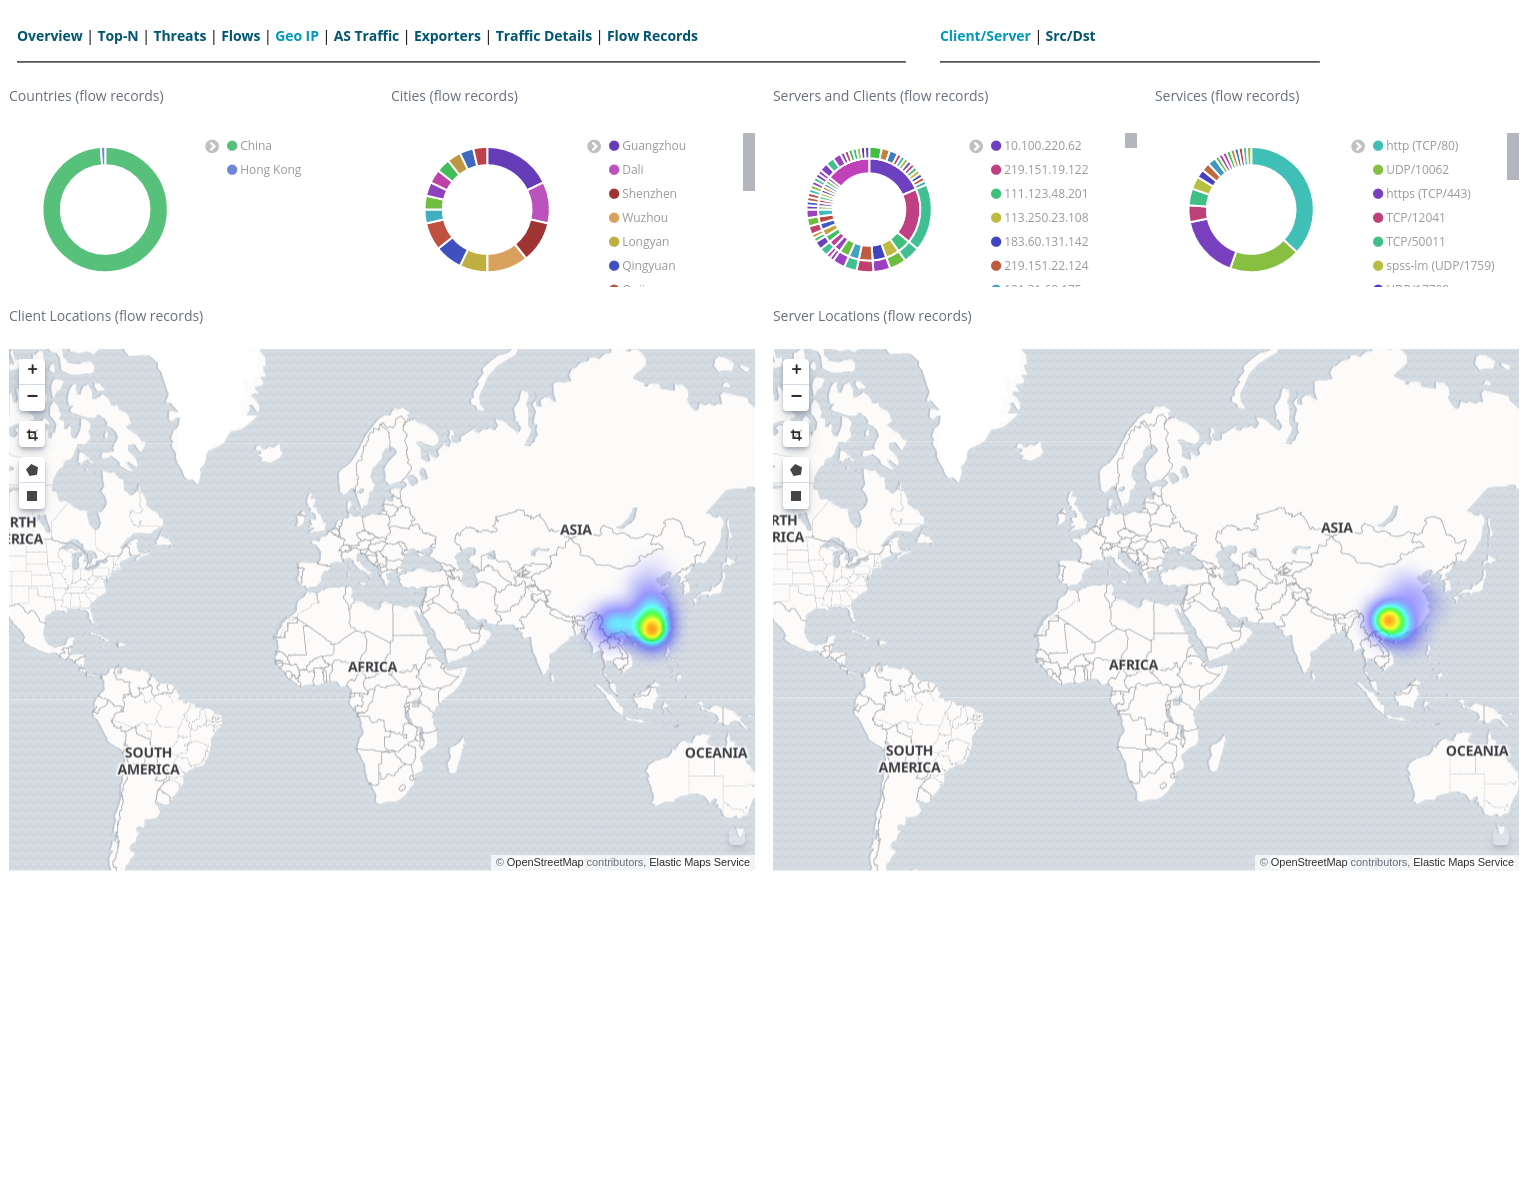 Overview | Top-N | Threats | Flows | Geo IP | AS Traffic | Exporters | Traffic Details | Flow Records
Client/Server | Src/Dst
Countries (flow records)
China
Hong Kong
Cities (flow records)
Guangzhou
Dali
Shenzhen
Wuzhou
Longyan
Qingyuan
Servers and Clients (flow records)
10.100.220.62
219.151.19.122
111.123.48.201
113.250.23.108
183.60.131.142
219.151.22.124
Services (flow records)
http (TCP/80)
UDP/10062
https (TCP/443)
TCP/12041
TCP/50011
spss-lm (UDP/1759)
Client Locations (flow records)
+
−
RTH
ERICA
ASIA
AFRICA
SOUTH
AMERICA
OCEANIA
© OpenStreetMap contributors, Elastic Maps Service
Server Locations (flow records)
+
−
RTH
RICA
ASIA
AFRICA
SOUTH
AMERICA
OCEANIA
© OpenStreetMap contributors, Elastic Maps Service